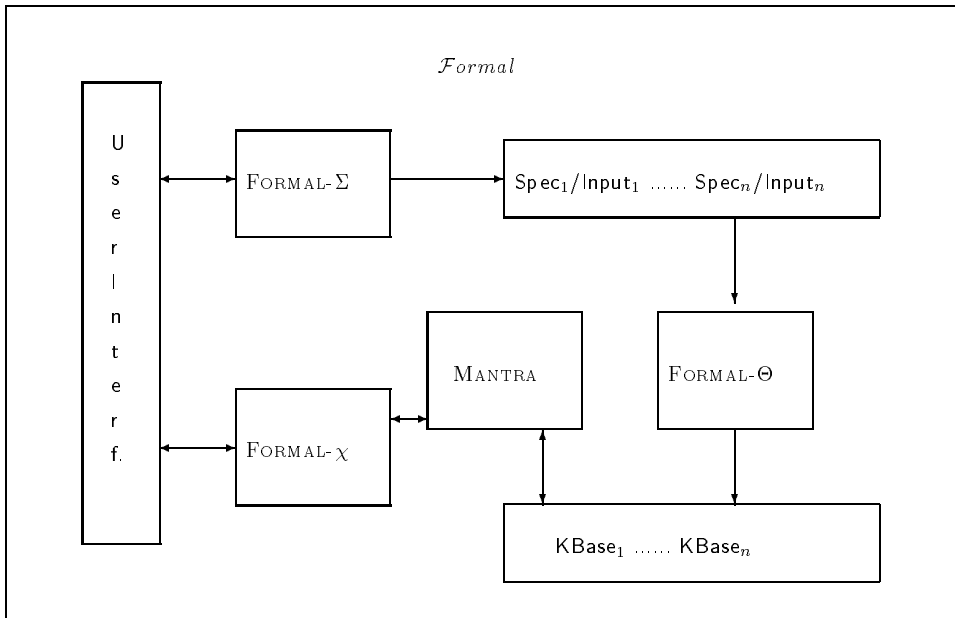 Formal
U
s
e
r
I
n
t
e
r
f.
FORMAL-Σ
Spec₁/Input₁ ...... Specₙ/Inputₙ
MANTRA
FORMAL-Θ
FORMAL-χ
KBase₁ ...... KBaseₙ